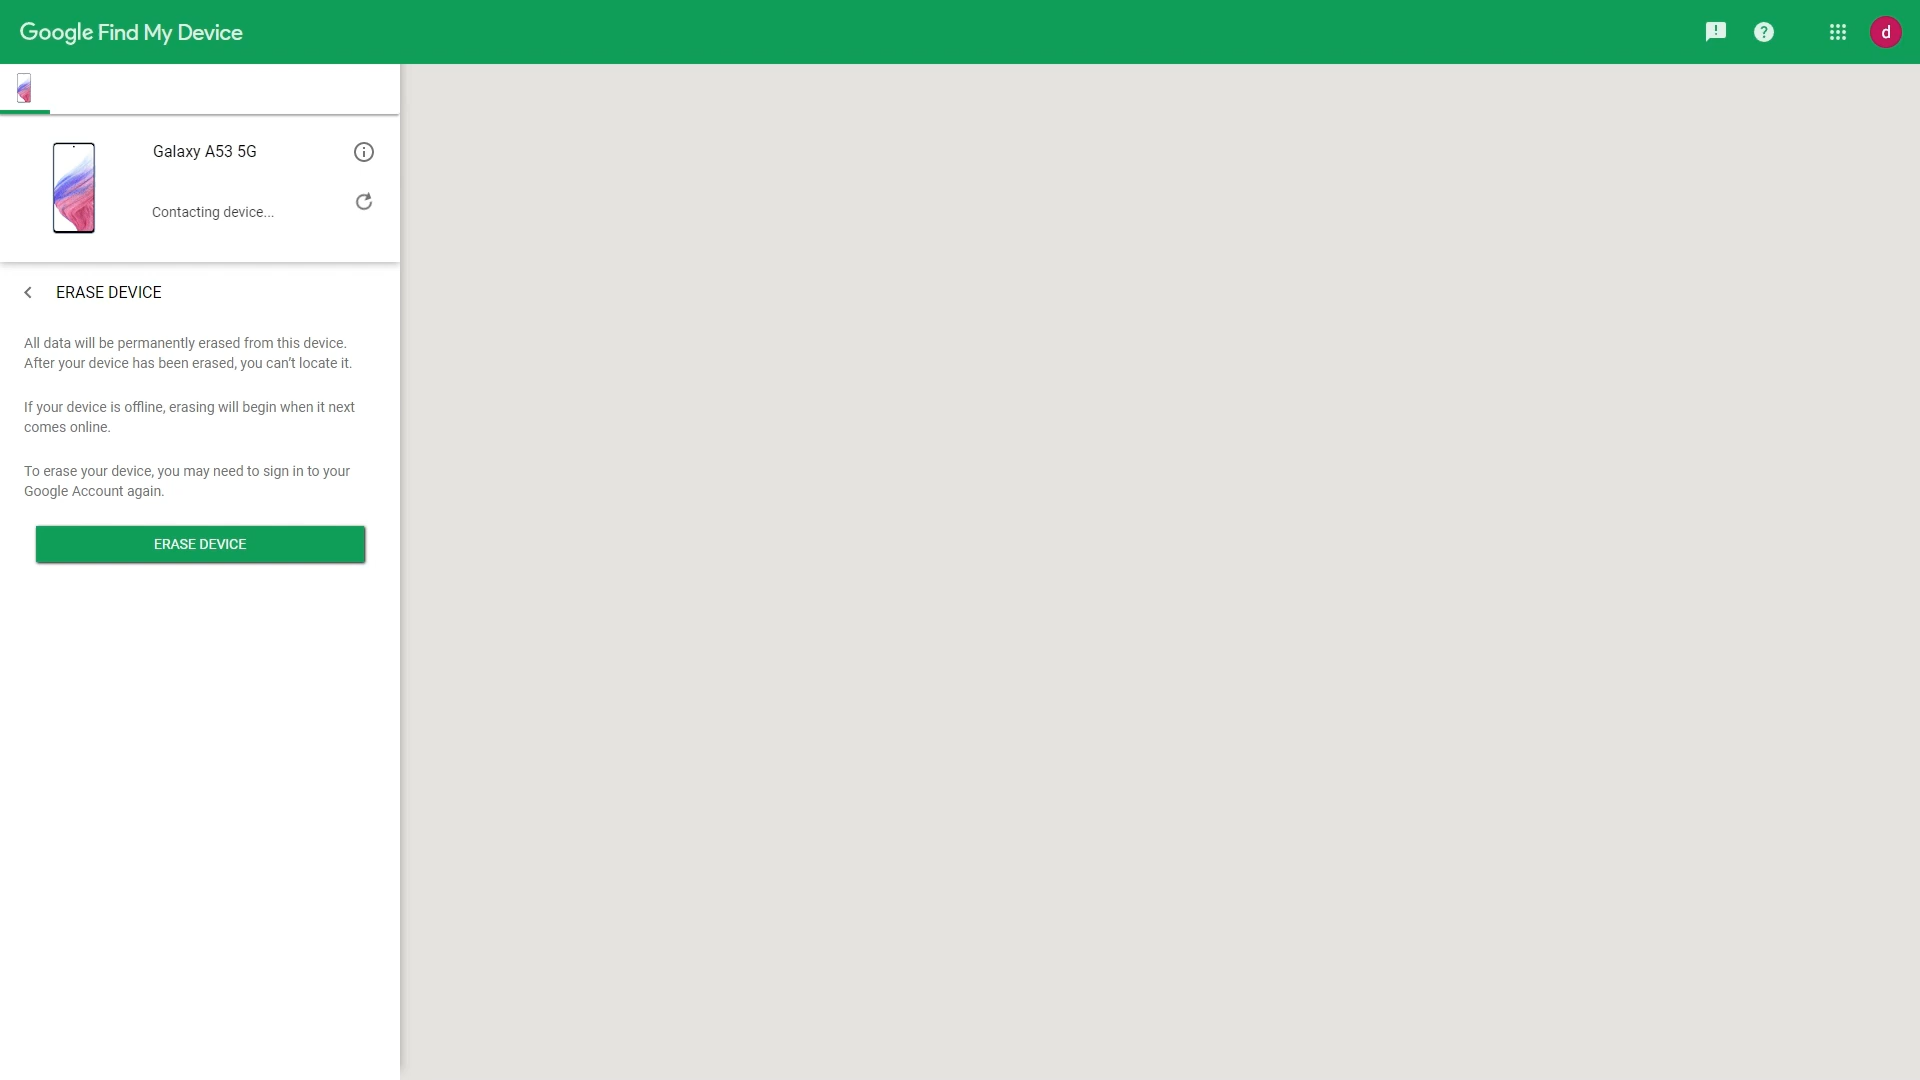 Google Find My Device
d
Galaxy A53 5G
Contacting device...
ERASE DEVICE
All data will be permanently erased from this device.
After your device has been erased, you can't locate it.
If your device is offline, erasing will begin when it next
comes online.
To erase your device, you may need to sign in to your
Google Account again.
ERASE DEVICE